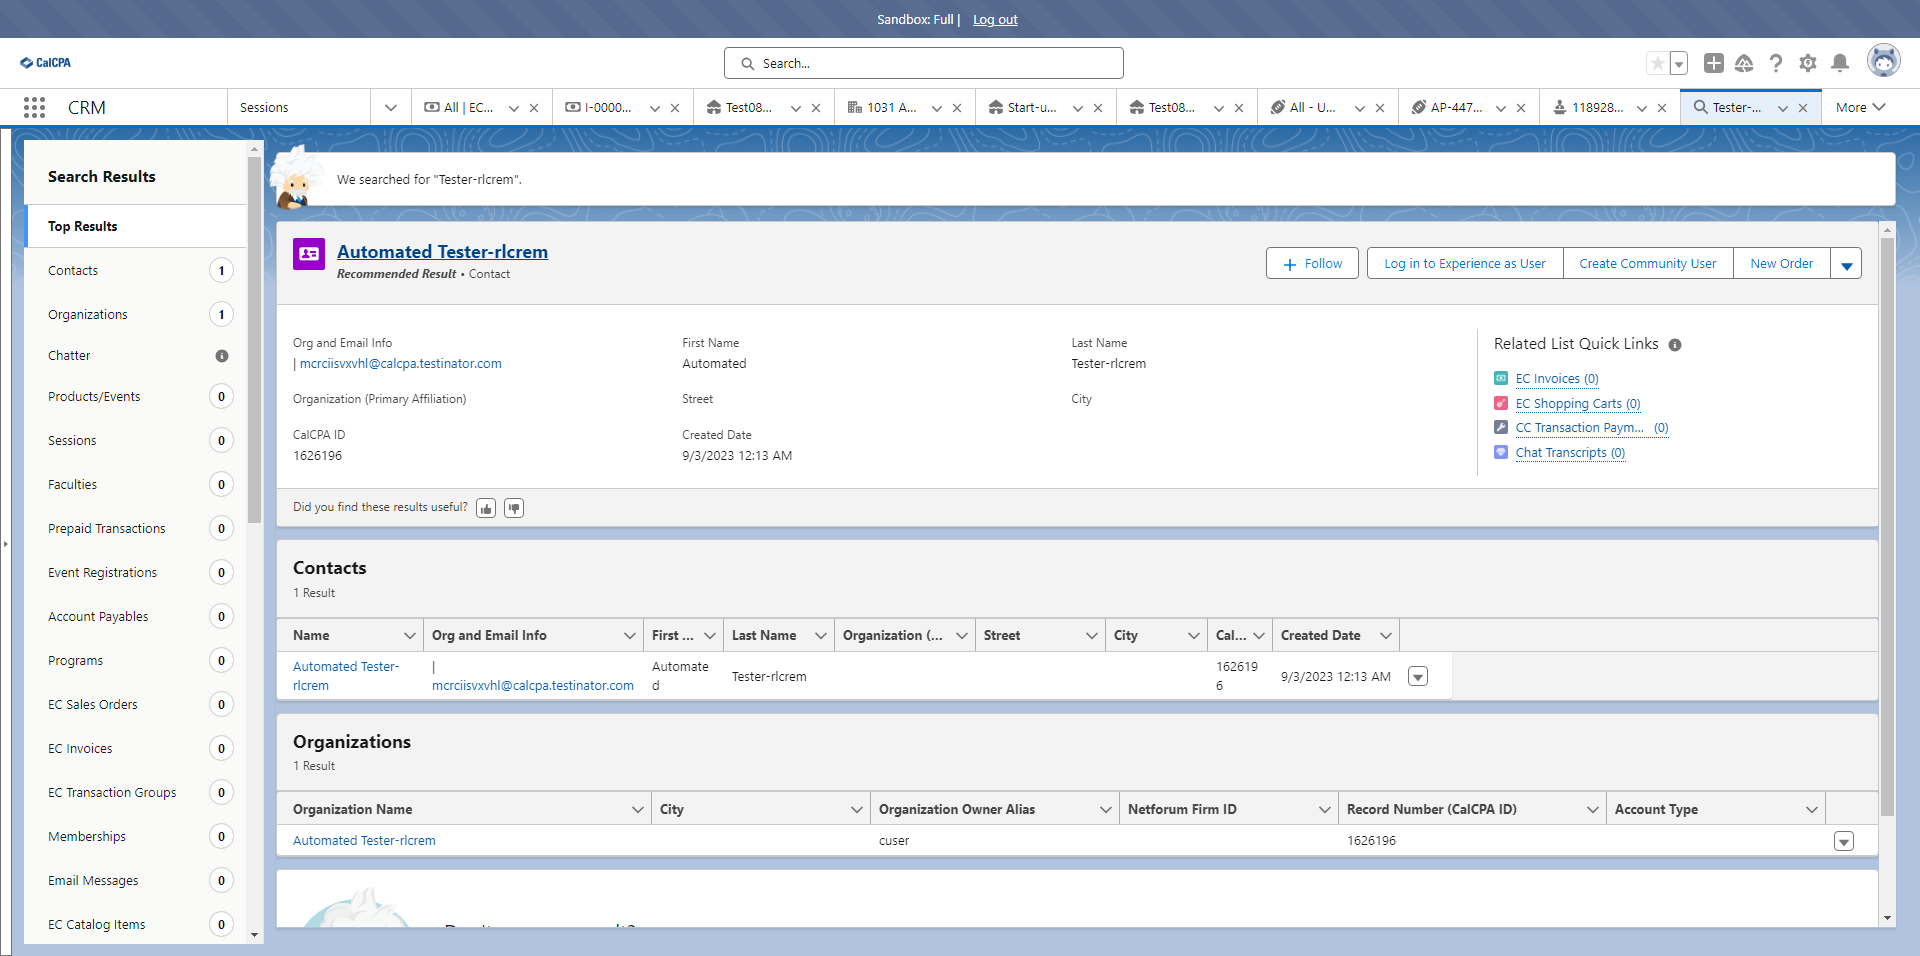 Sandbox: Full | Log out
CalCPA
Search...
CRM
Sessions
All | EC...
I-0000...
Test08...
1031 A...
Start-u...
Test08...
All - U...
AP-447...
118928...
Tester-...
More
Search Results
Top Results
Contacts 1
Organizations 1
Chatter
Products/Events 0
Sessions 0
Faculties 0
Prepaid Transactions 0
Event Registrations 0
Account Payables 0
Programs 0
EC Sales Orders 0
EC Invoices 0
EC Transaction Groups 0
Memberships 0
Email Messages 0
EC Catalog Items 0
We searched for "Tester-rlcrem".
Automated Tester-rlcrem
Recommended Result • Contact
Follow
Log in to Experience as User
Create Community User
New Order
Org and Email Info
| mcrciisvxvhl@calcpa.testinator.com
First Name
Automated
Last Name
Tester-rlcrem
Organization (Primary Affiliation)
Street
City
CalCPA ID
1626196
Created Date
9/3/2023 12:13 AM
Related List Quick Links
EC Invoices (0)
EC Shopping Carts (0)
CC Transaction Paym... (0)
Chat Transcripts (0)
Did you find these results useful?
Contacts
1 Result
Name Org and Email Info First ... Last Name Organization (... Street City Cal... Created Date
Automated Tester-
rlcrem
|
mcrciisvxvhl@calcpa.testinator.com
Automate
d
Tester-rlcrem
162619
6
9/3/2023 12:13 AM
Organizations
1 Result
Organization Name City Organization Owner Alias Netforum Firm ID Record Number (CalCPA ID) Account Type
Automated Tester-rlcrem cuser 1626196